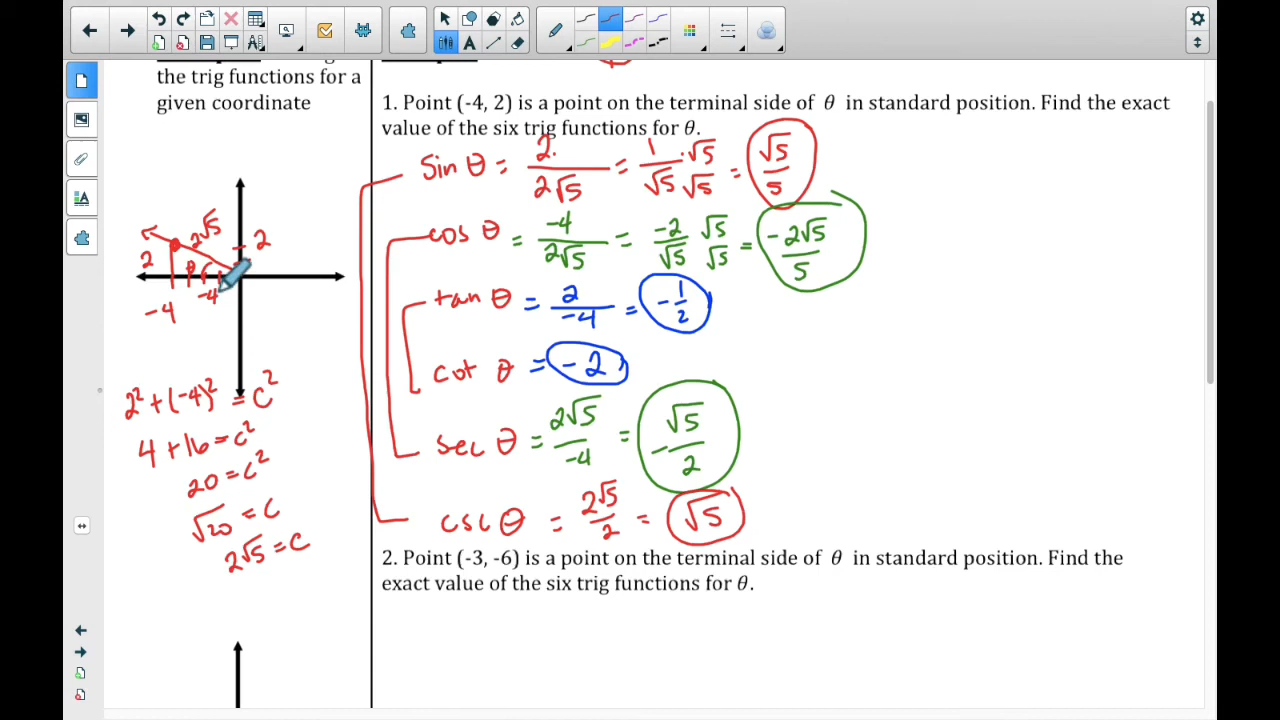 the trig functions for a
given coordinate
2√5
2
2
θ
-4
-4
2² + (-4)² = c²
4 + 16 = c²
20 = c²
√20 = c
2√5 = c
1. Point (-4, 2) is a point on the terminal side of θ in standard position. Find the exact
value of the six trig functions for θ.
Sin θ = 2/2√5 = 1/√5 · √5/√5 = √5/5
cos θ = -4/2√5 = -2/√5 √5/√5 = -2√5/5
tan θ = 2/-4 = -1/2
cot θ = -2
sec θ = 2√5/-4 = -√5/2
csc θ = 2√5/2 = √5
2. Point (-3, -6) is a point on the terminal side of θ in standard position. Find the
exact value of the six trig functions for θ.